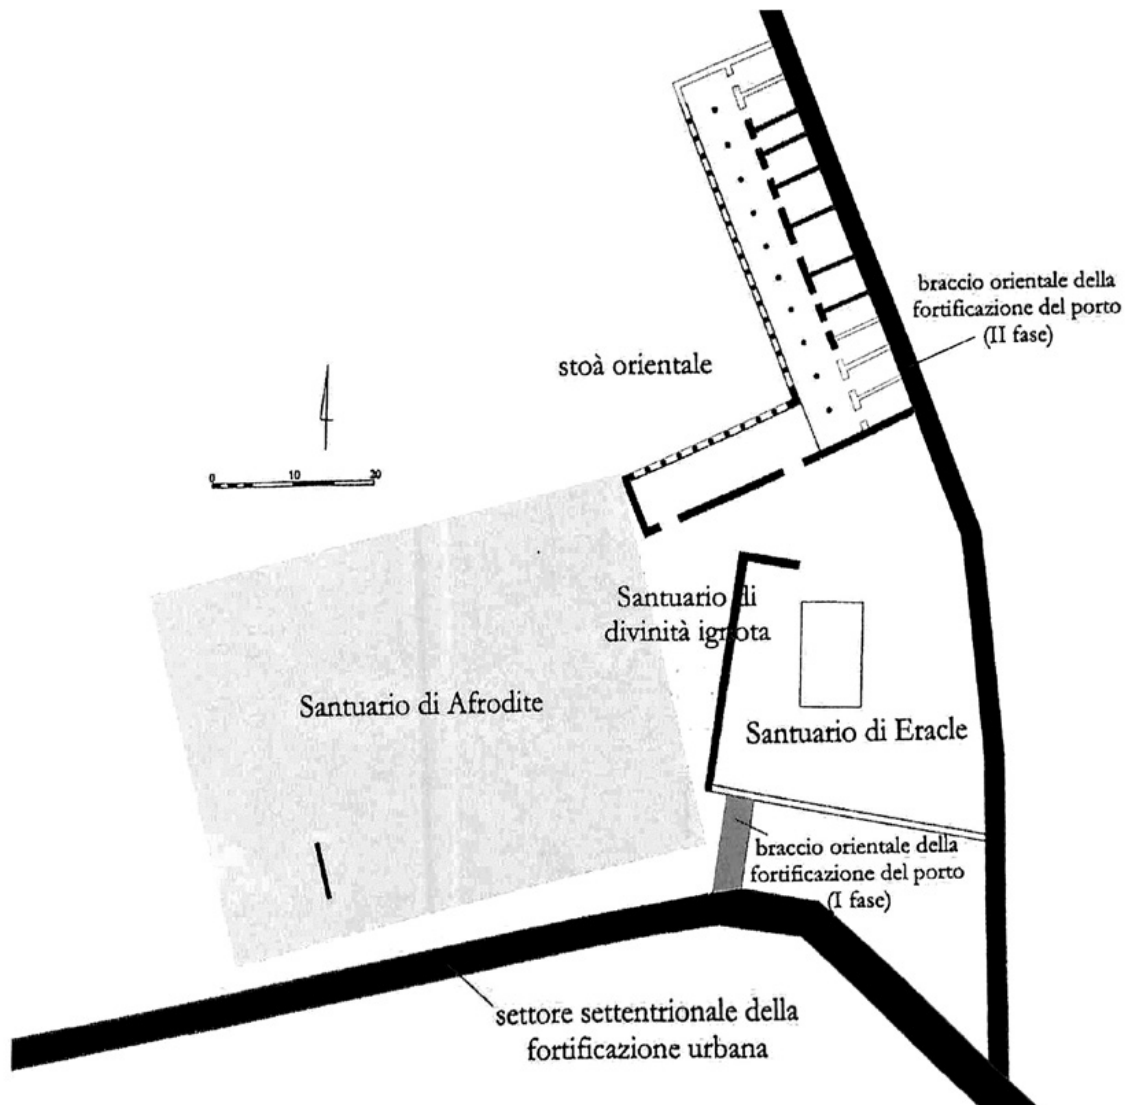 braccio orientale della
fortificazione del porto
(II fase)
stoà orientale
0 10 20
Santuario di
divinità ignota
Santuario di Afrodite
Santuario di Eracle
braccio orientale della
fortificazione del porto
(I fase)
settore settentrionale della
fortificazione urbana